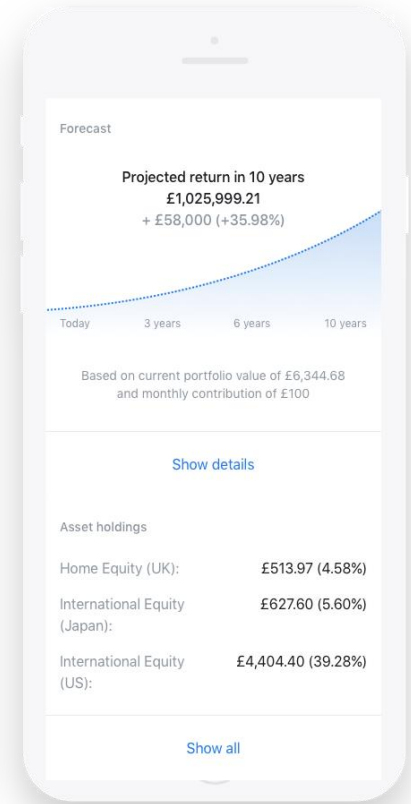 Forecast
Projected return in 10 years
£1,025,999.21
+ £58,000 (+35.98%)
Today 3 years 6 years 10 years
Based on current portfolio value of £6,344.68
and monthly contribution of £100
Show details
Asset holdings
Home Equity (UK): £513.97 (4.58%)
International Equity £627.60 (5.60%)
(Japan):
International Equity £4,404.40 (39.28%)
(US):
Show all